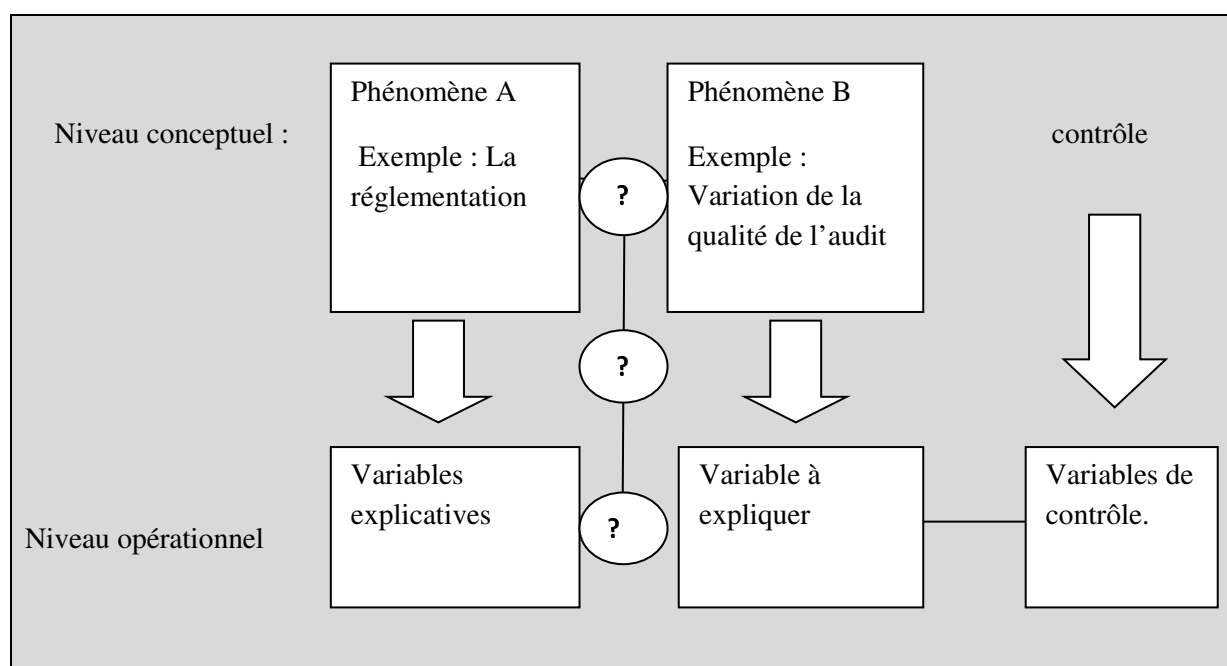 Niveau conceptuel :
Phénomène A
Exemple : La
réglementation
?
Phénomène B
Exemple :
Variation de la
qualité de l’audit
contrôle
?
Niveau opérationnel
Variables
explicatives
?
Variable à
expliquer
Variables de
contrôle.